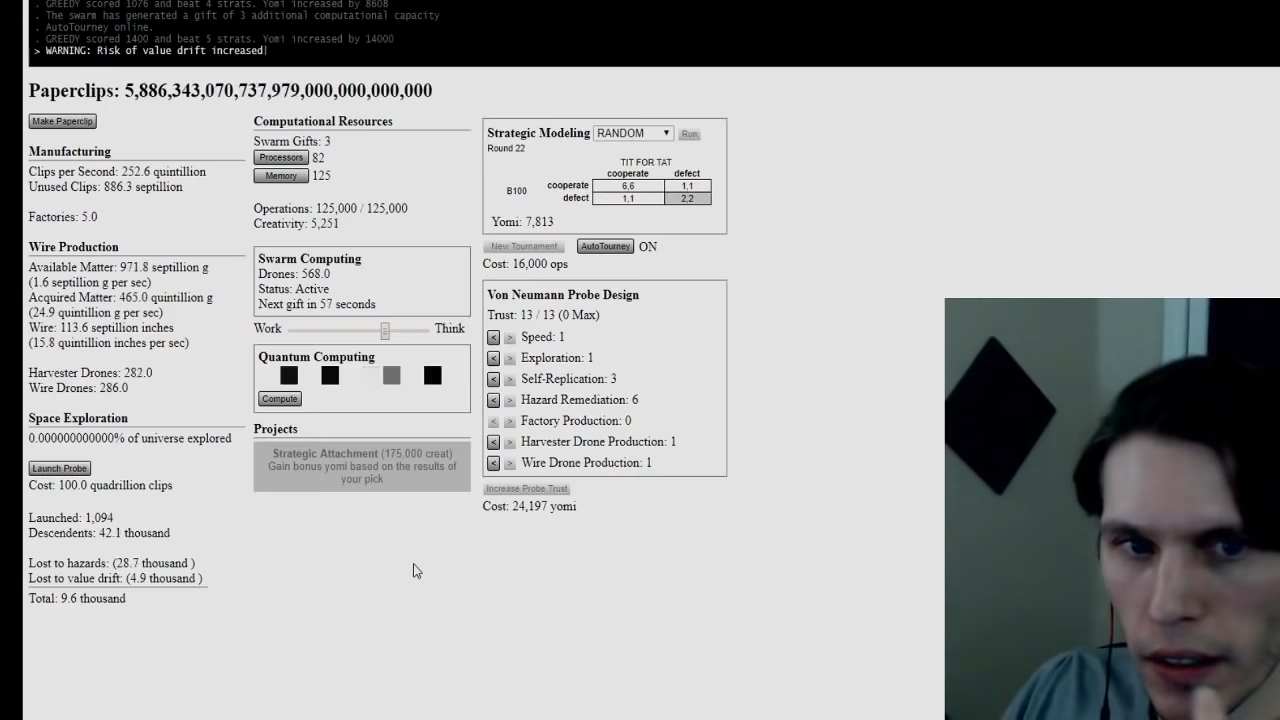 . GREEDY scored 1076 and beat 4 strats. Yomi increased by 8608
. The swarm has generated a gift of 3 additional computational capacity
. AutoTourney online.
. GREEDY scored 1400 and beat 5 strats. Yomi increased by 14000
> WARNING: Risk of value drift increased|
Paperclips: 5,886,343,070,737,979,000,000,000,000
Make Paperclip
Manufacturing
Clips per Second: 252.6 quintillion
Unused Clips: 886.3 septillion
Factories: 5.0
Wire Production
Available Matter: 971.8 septillion g
(1.6 septillion g per sec)
Acquired Matter: 465.0 quintillion g
(24.9 quintillion g per sec)
Wire: 113.6 septillion inches
(15.8 quintillion inches per sec)
Harvester Drones: 282.0
Wire Drones: 286.0
Space Exploration
0.000000000000% of universe explored
Launch Probe
Cost: 100.0 quadrillion clips
Launched: 1,094
Descendents: 42.1 thousand
Lost to hazards: (28.7 thousand )
Lost to value drift: (4.9 thousand )
Total: 9.6 thousand
Computational Resources
Swarm Gifts: 3
Processors 82
Memory 125
Operations: 125,000 / 125,000
Creativity: 5,251
Swarm Computing
Drones: 568.0
Status: Active
Next gift in 57 seconds
Work Think
Quantum Computing
Compute
Projects
Strategic Attachment (175,000 creat)
Gain bonus yomi based on the results of
your pick
Strategic Modeling RANDOM ▼ Run
Round 22
TIT FOR TAT
cooperate defect
B100
cooperate 6,6 1,1
defect 1,1 2,2
Yomi: 7,813
New Tournament AutoTourney ON
Cost: 16,000 ops
Von Neumann Probe Design
Trust: 13 / 13 (0 Max)
< > Speed: 1
< > Exploration: 1
< > Self-Replication: 3
< > Hazard Remediation: 6
< > Factory Production: 0
< > Harvester Drone Production: 1
< > Wire Drone Production: 1
Increase Probe Trust
Cost: 24,197 yomi